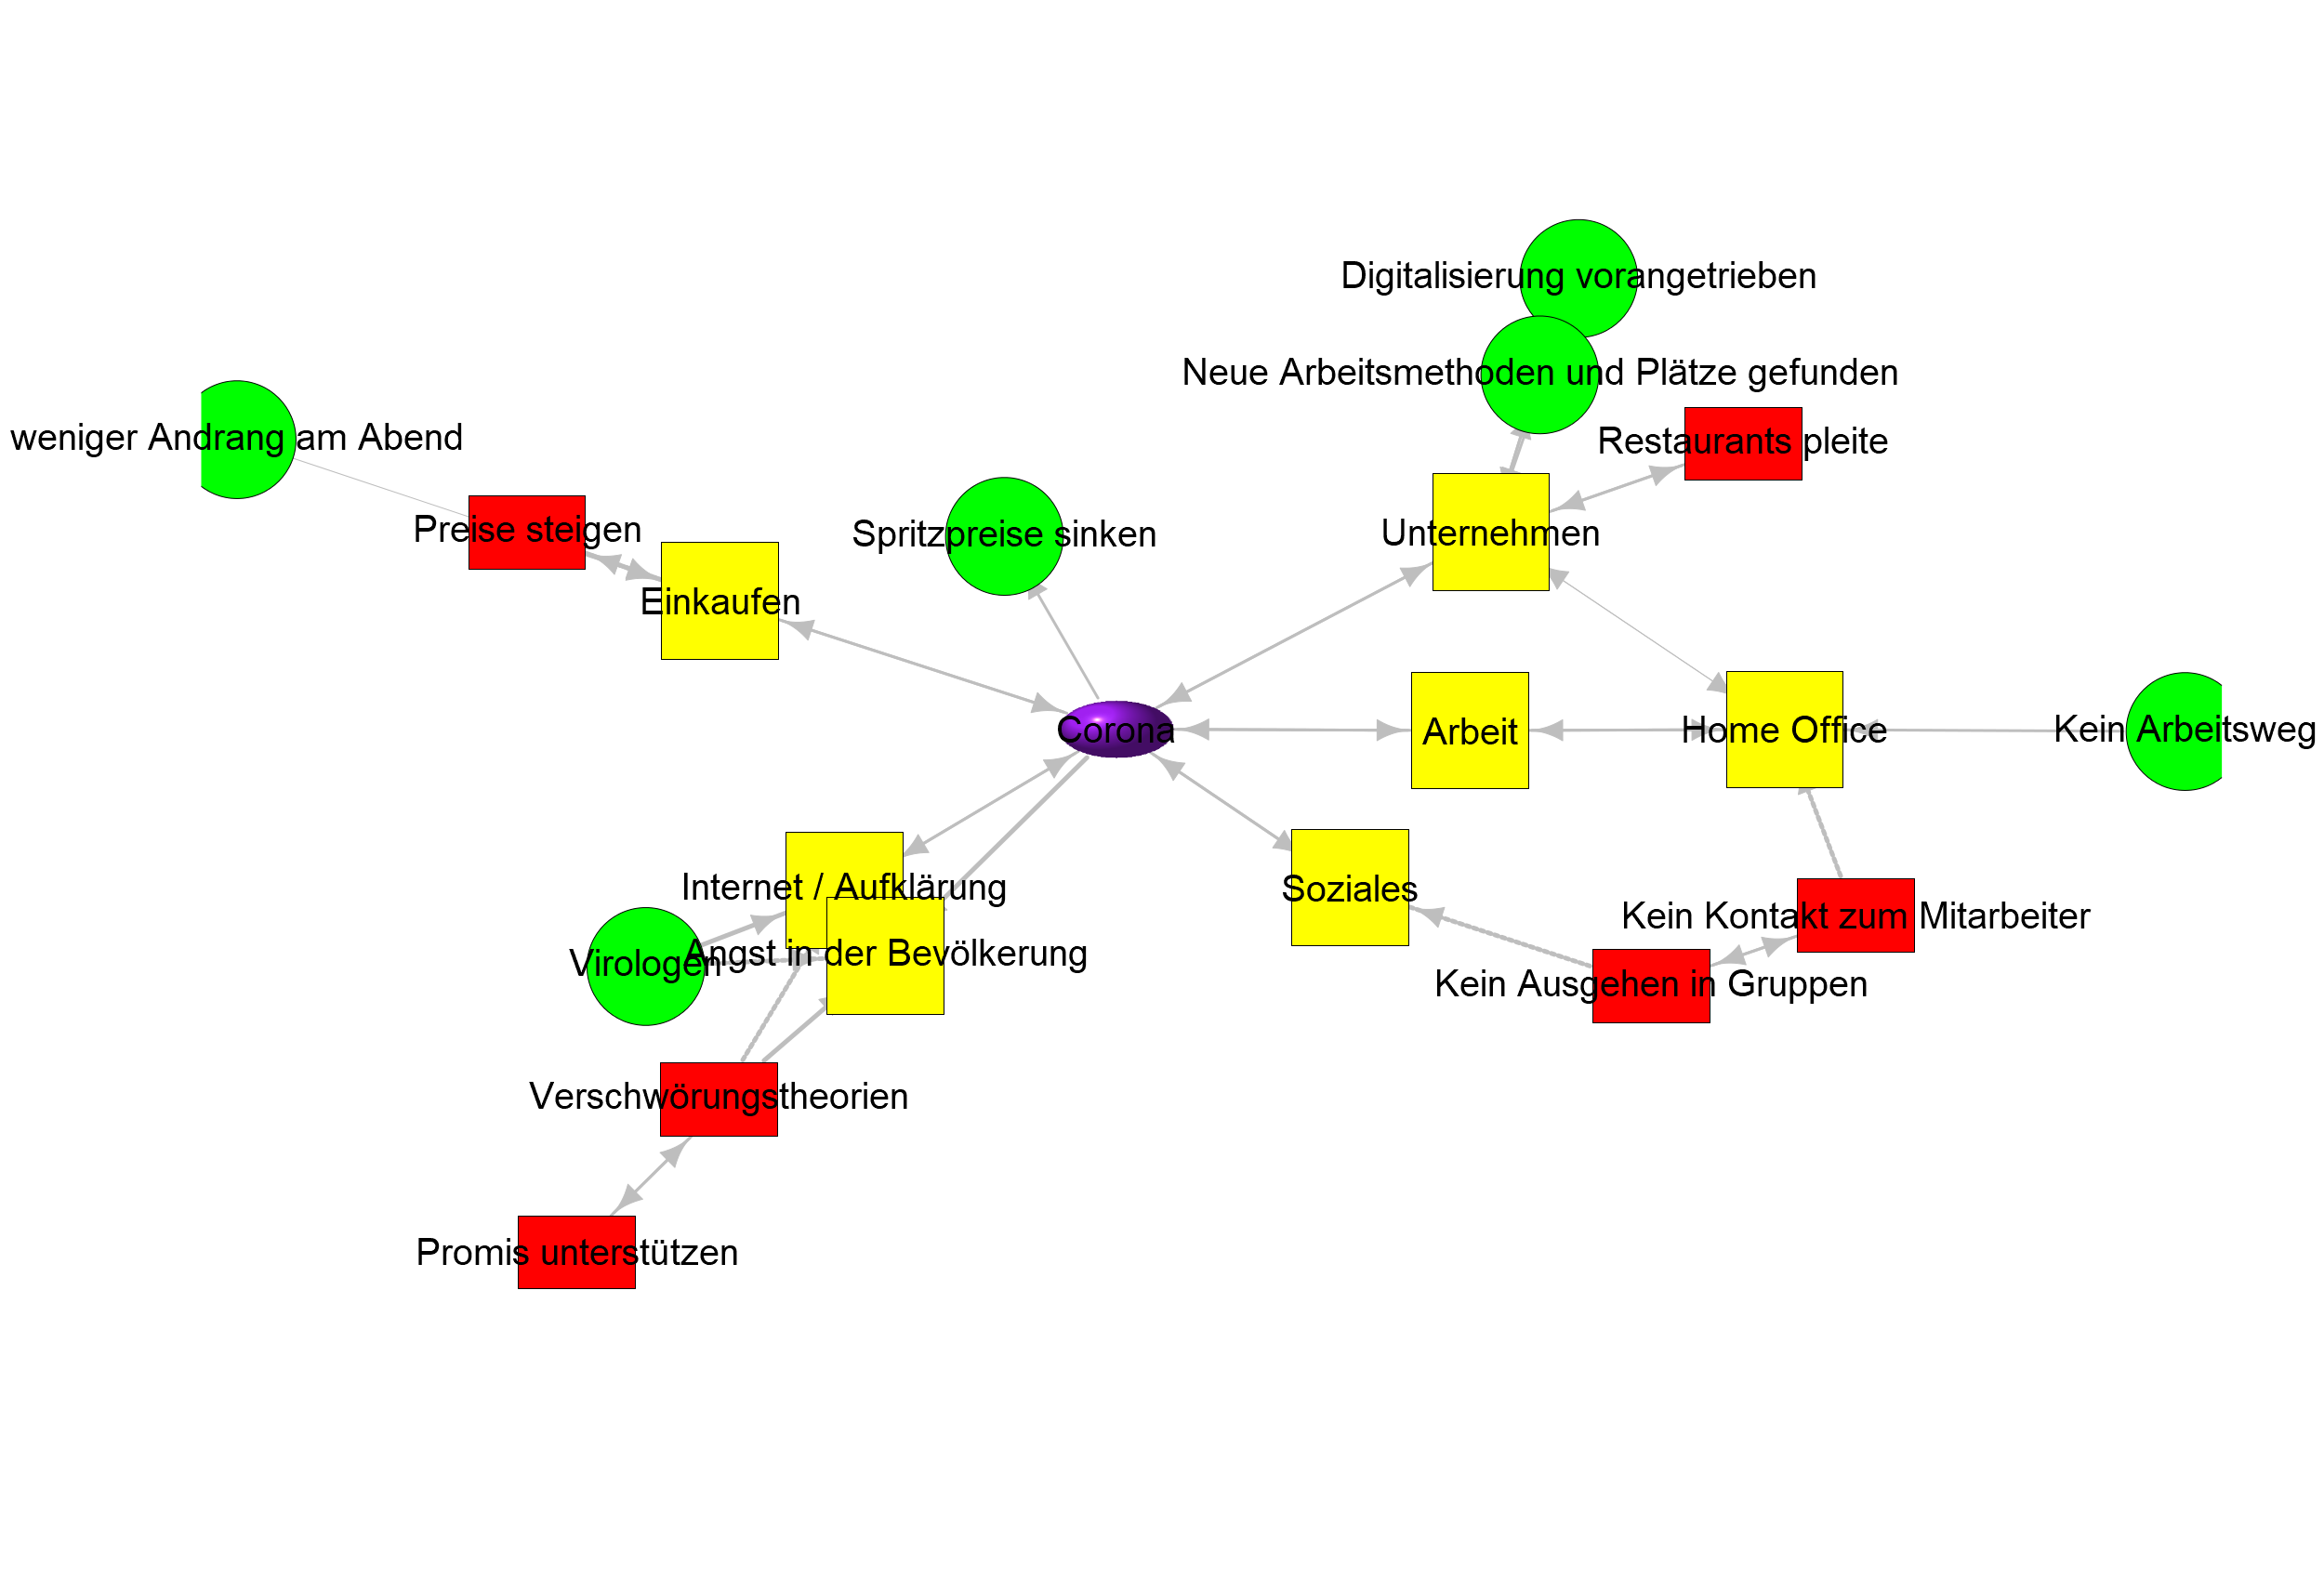 Digitalisierung vorangetrieben
Neue Arbeitsmethoden und Plätze gefunden
weniger Andrang am Abend
Restaurants pleite
Preise steigen
Spritzpreise sinken
Unternehmen
Einkaufen
Corona
Arbeit
Home Office
Kein Arbeitsweg
Internet / Aufklärung
Soziales
Kein Kontakt zum Mitarbeiter
Virologen
Angst in der Bevölkerung
Kein Ausgehen in Gruppen
Verschwörungstheorien
Promis unterstützen